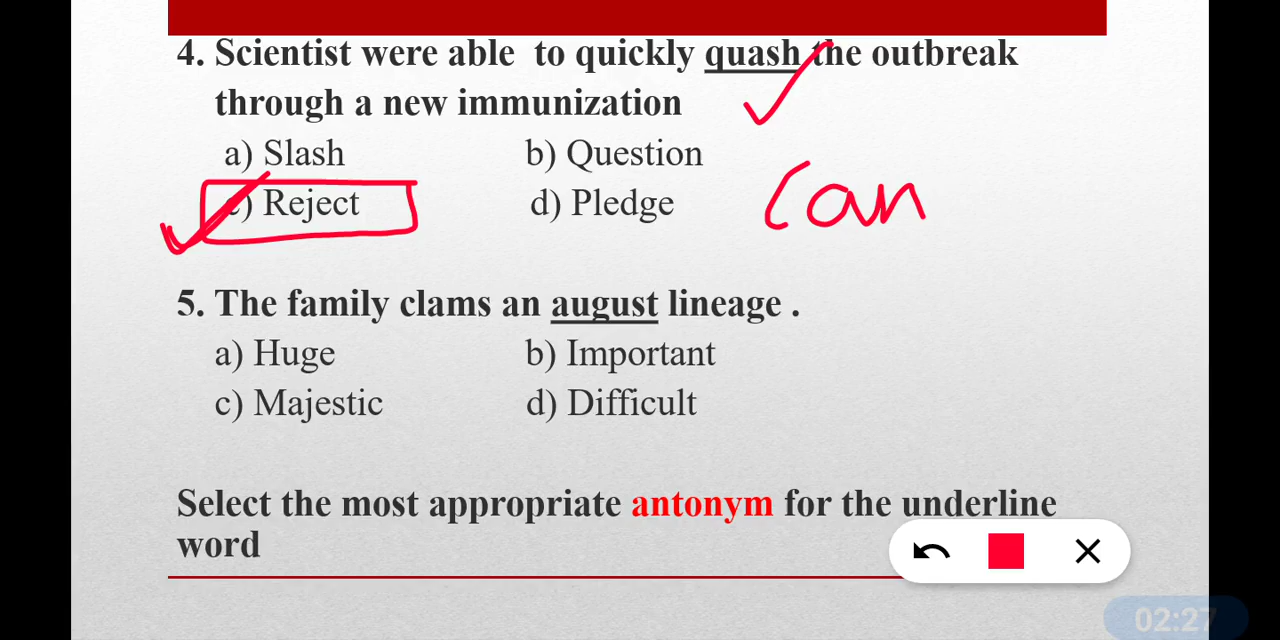 4. Scientist were able to quickly quash the outbreak
through a new immunization
a) Slash b) Question
c) Reject d) Pledge
Can
5. The family clams an august lineage .
a) Huge b) Important
c) Majestic d) Difficult
Select the most appropriate antonym for the underline
word
02:27